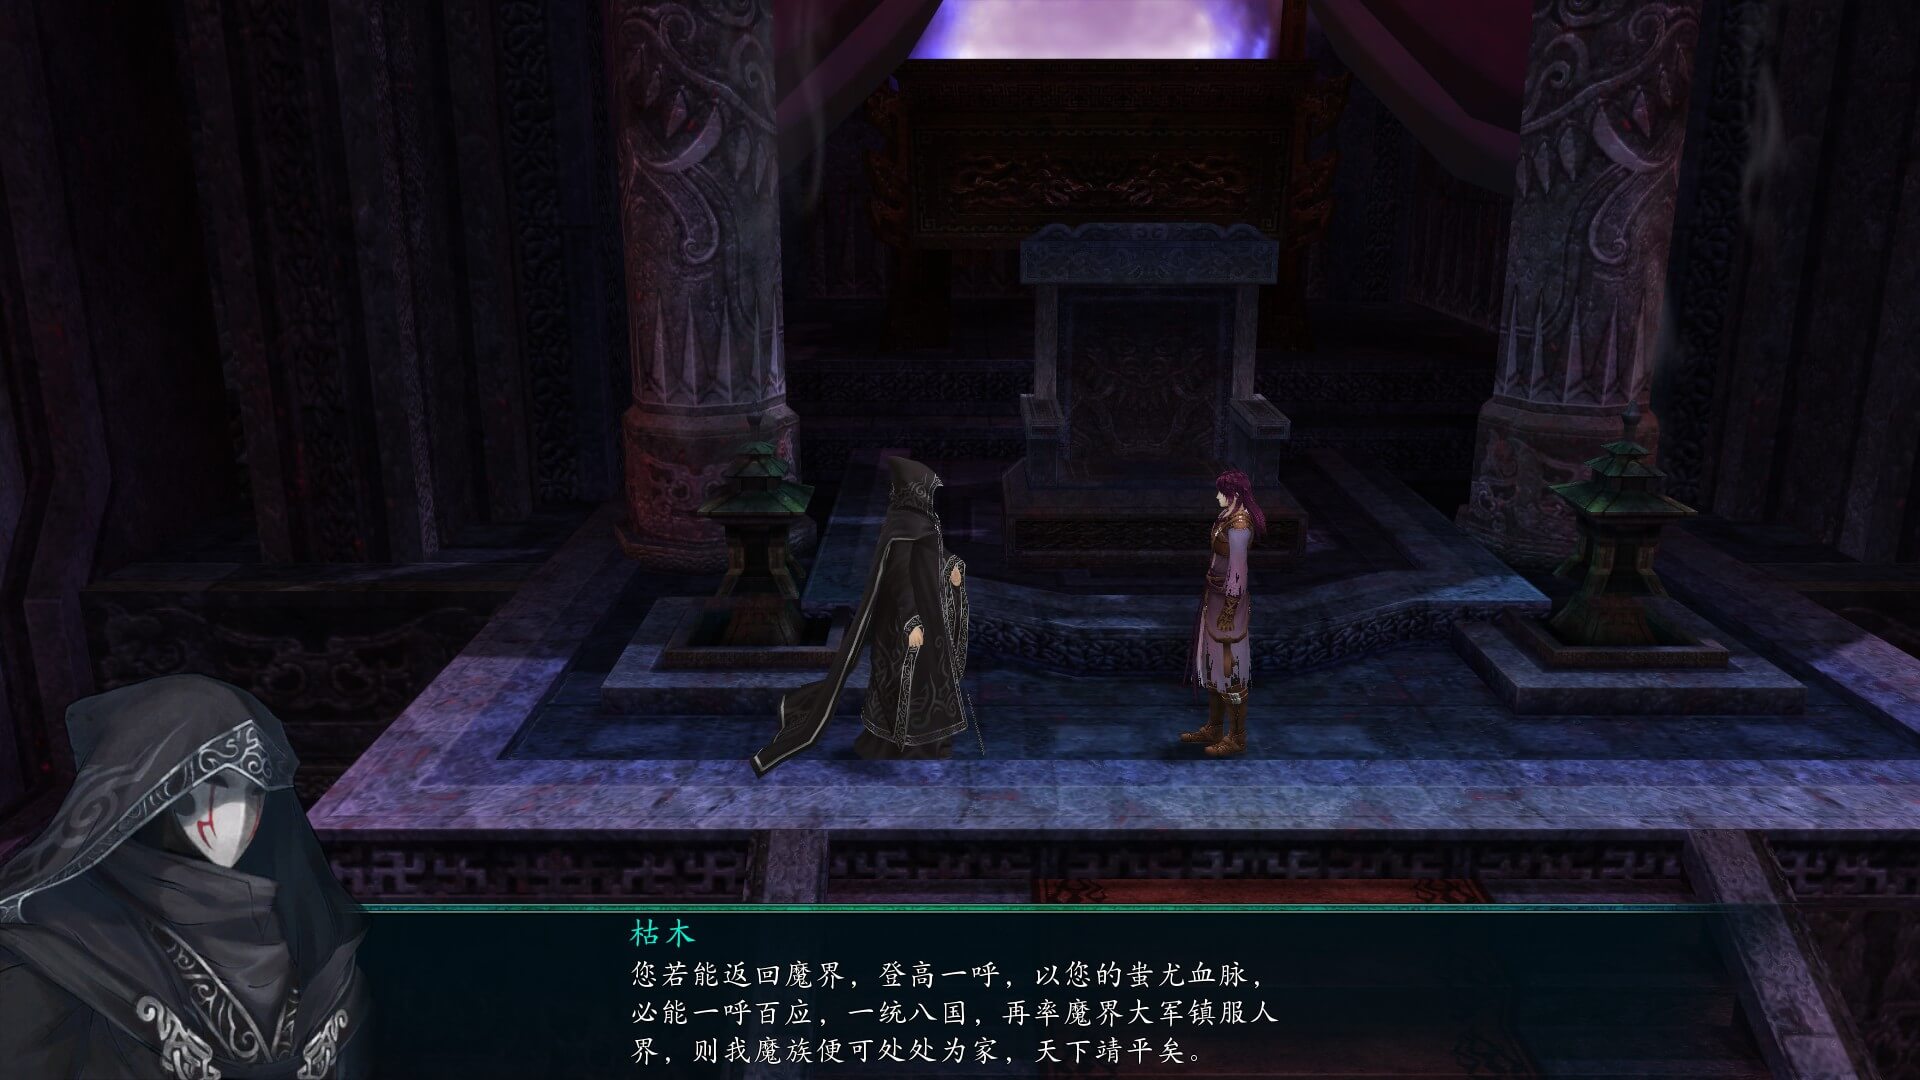 枯木
您若能返回魔界，登高一呼，以您的蚩尤血脉，
必能一呼百应，一统八国，再率魔界大军镇服人
界，则我魔族便可处处为家，天下靖平矣。